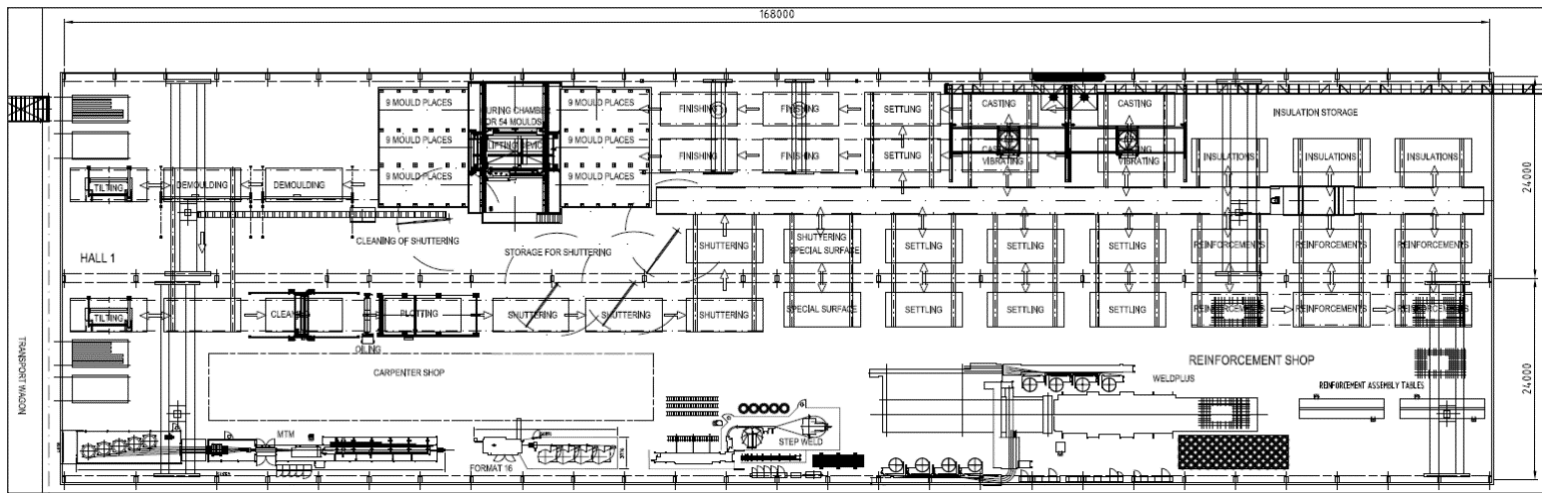 168000
9 MOULD PLACES
CURING CHAMBER
FOR 54 MOULDS
9 MOULD PLACES
FINISHING
FINISHING
SETTLING
CASTING
CASTING
INSULATION STORAGE
9 MOULD PLACES
LIFTING DEVICE
9 MOULD PLACES
FINISHING
FINISHING
SETTLING
VIBRATING
VIBRATING
INSULATIONS
INSULATIONS
INSULATIONS
TILTING
DEMOULDING
DEMOULDING
9 MOULD PLACES
9 MOULD PLACES
24000
CLEANING OF SHUTTERING
STORAGE FOR SHUTTERING
SHUTTERING
SHUTTERING
SPECIAL SURFACE
SETTLING
SETTLING
SETTLING
REINFORCEMENTS
REINFORCEMENTS
REINFORCEMENTS
HALL 1
TILTING
CLEANING
PLOTTING
SHUTTERING
SHUTTERING
SHUTTERING
SPECIAL SURFACE
SETTLING
SETTLING
SETTLING
REINFORCEMENTS
REINFORCEMENTS
REINFORCEMENTS
OILING
CARPENTER SHOP
REINFORCEMENT SHOP
WELDPLUS
REINFORCEMENT ASSEMBLY TABLES
24000
TRANSPORT WAGON
MTM
FORMAT 16
STEP WELD